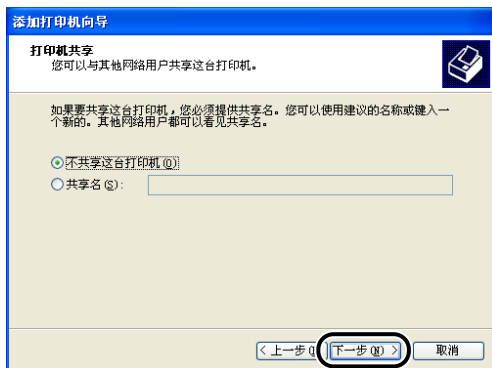 添加打印机向导
打印机共享
您可以与其他网络用户共享这台打印机。
如果要共享这台打印机，您必须提供共享名。您可以使用建议的名称或键入一
个新的。其他网络用户都可以看见共享名。
不共享这台打印机(O)
共享名(S):
< 上一步
下一步(N) >
取消